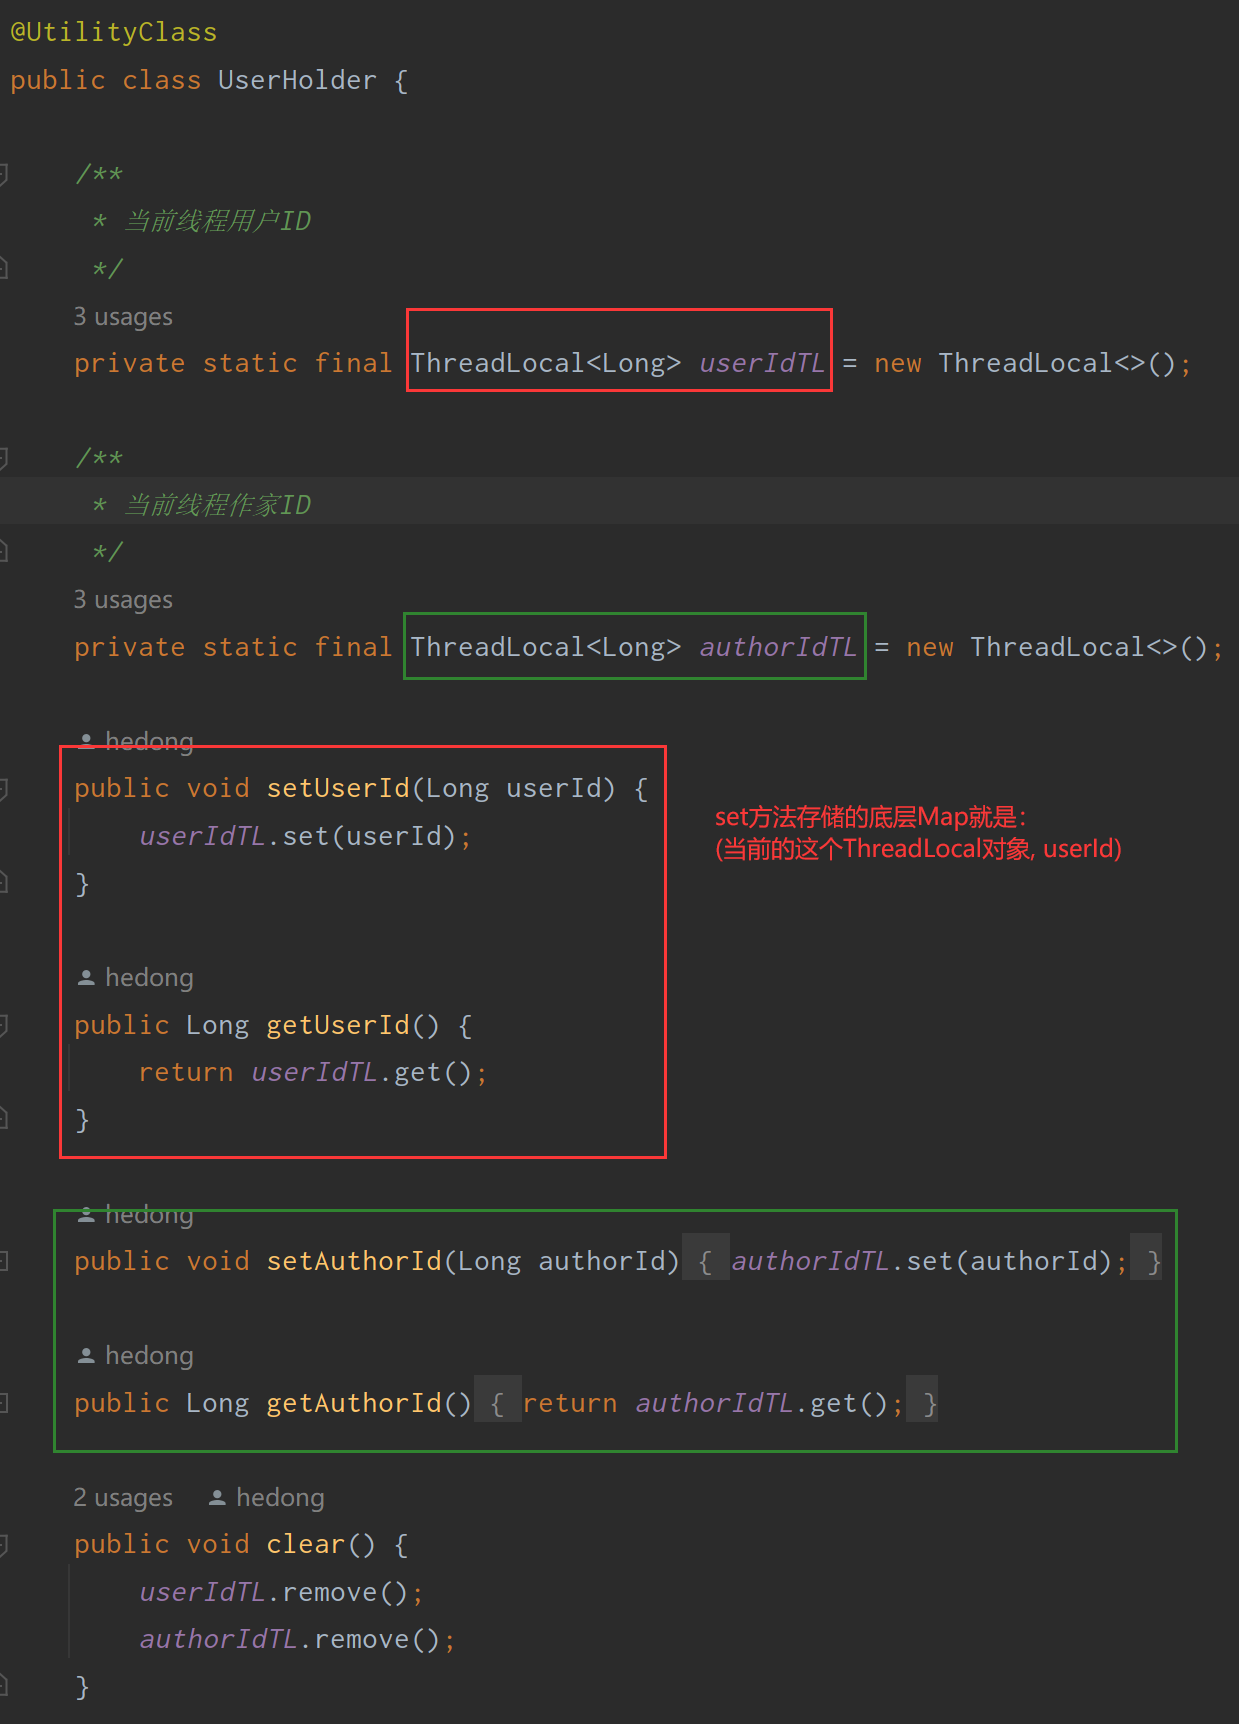 @UtilityClass
public class UserHolder {
/**
* 当前线程用户ID
*/
3 usages
private static final ThreadLocal<Long> userIdTL = new ThreadLocal<>();
/**
* 当前线程作家ID
*/
3 usages
private static final ThreadLocal<Long> authorIdTL = new ThreadLocal<>();
hedong
public void setUserId(Long userId) {
userIdTL.set(userId);
}
set方法存储的底层Map就是：
(当前的这个ThreadLocal对象, userId)
hedong
public Long getUserId() {
return userIdTL.get();
}
hedong
public void setAuthorId(Long authorId) { authorIdTL.set(authorId); }
hedong
public Long getAuthorId() { return authorIdTL.get(); }
2 usages hedong
public void clear() {
userIdTL.remove();
authorIdTL.remove();
}